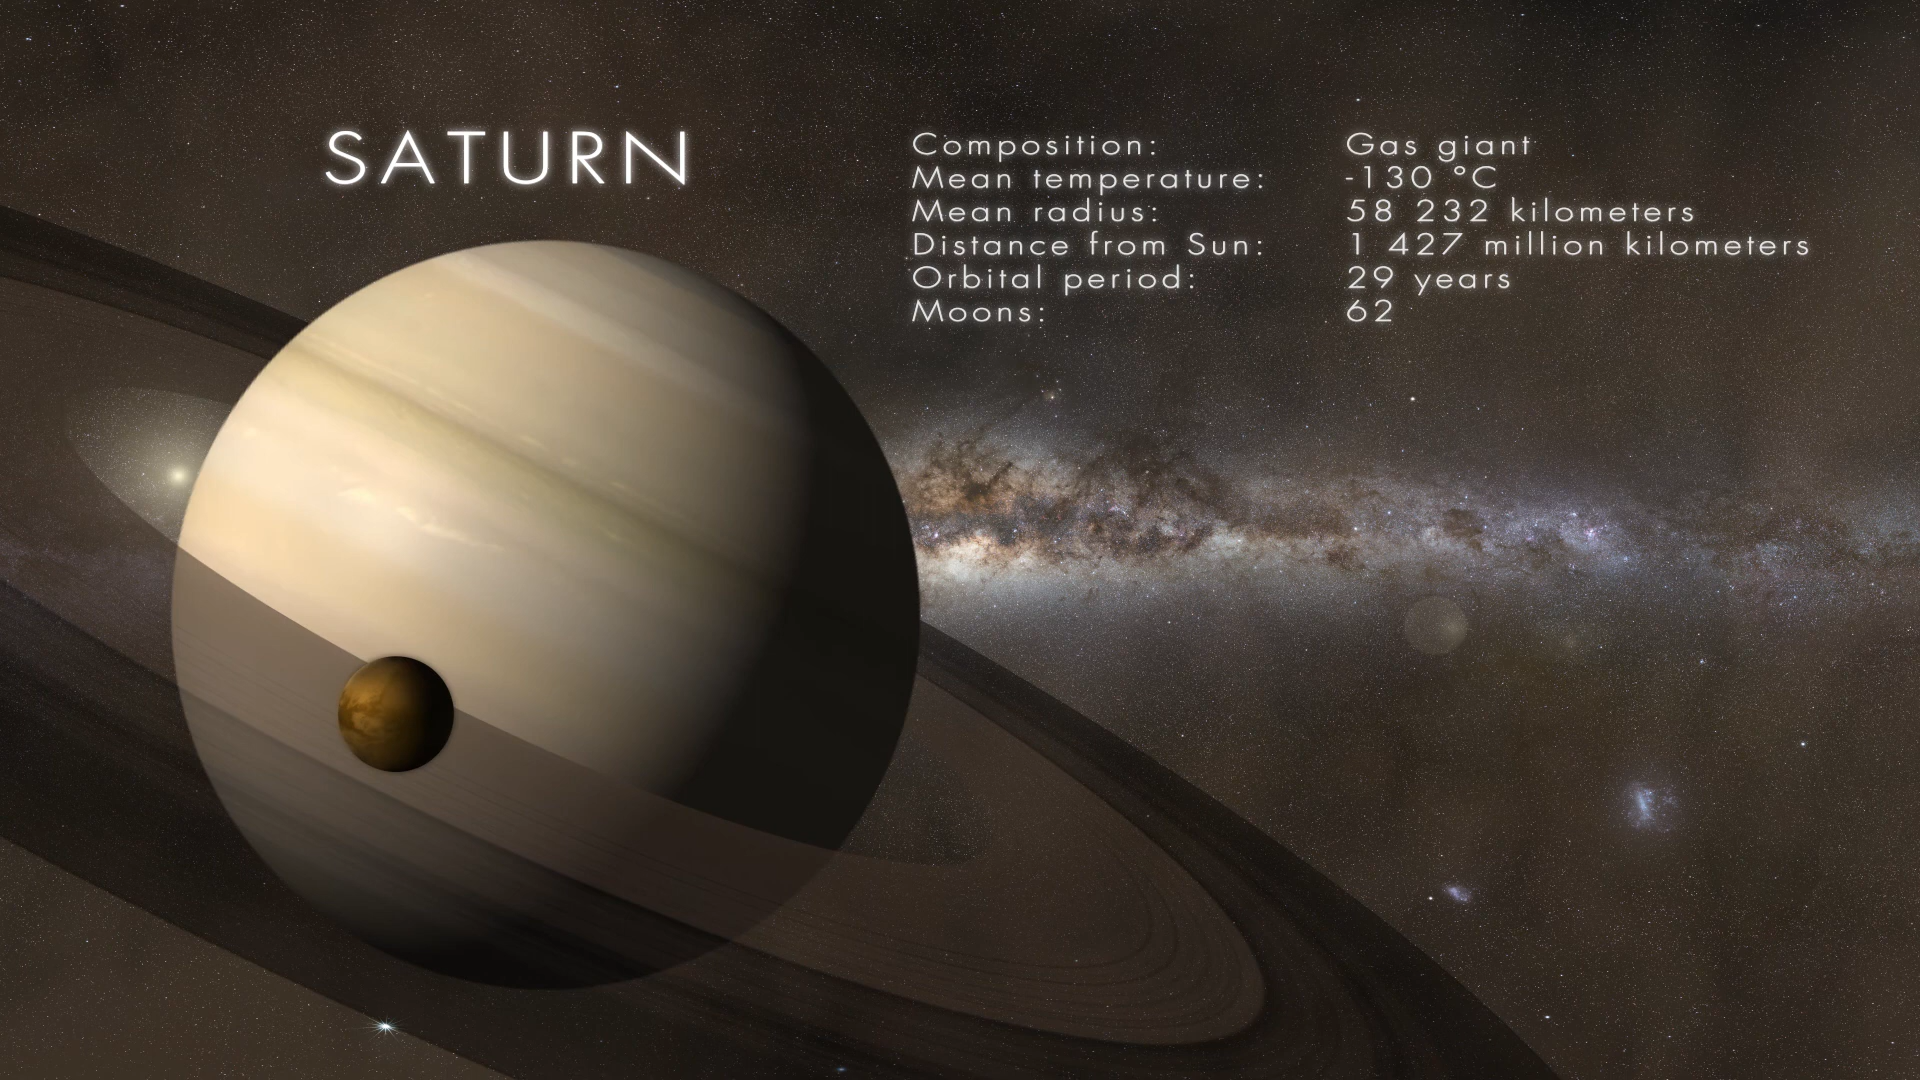 SATURN
Composition: Gas giant
Mean temperature: -130 °C
Mean radius: 58 232 kilometers
Distance from Sun: 1 427 million kilometers
Orbital period: 29 years
Moons: 62